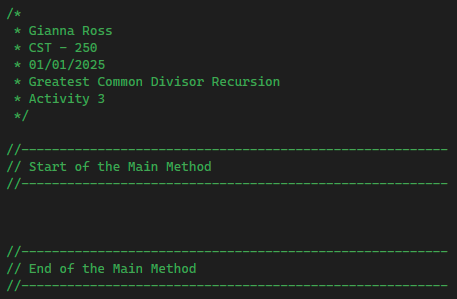 /*
 * Gianna Ross
 * CST - 250
 * 01/01/2025
 * Greatest Common Divisor Recursion
 * Activity 3
 */
//---------------------------------------------------------
// Start of the Main Method
//---------------------------------------------------------
//---------------------------------------------------------
// End of the Main Method
//---------------------------------------------------------